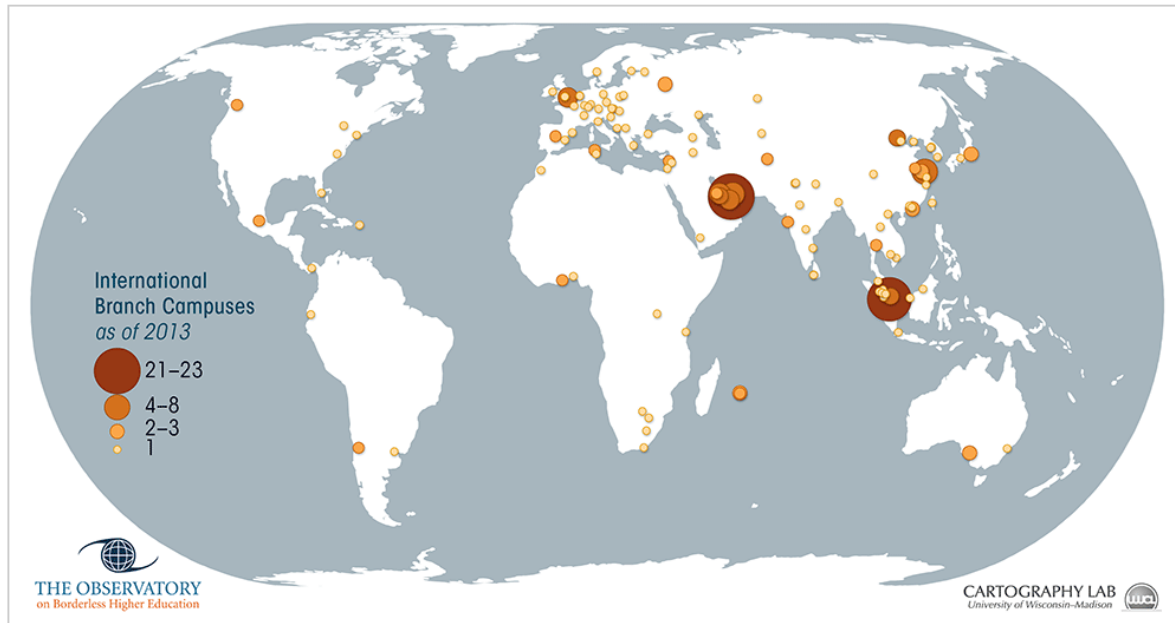 International
Branch Campuses
as of 2013
21–23
4–8
2–3
1
THE OBSERVATORY
on Borderless Higher Education
CARTOGRAPHY LAB
University of Wisconsin–Madison
UWCL